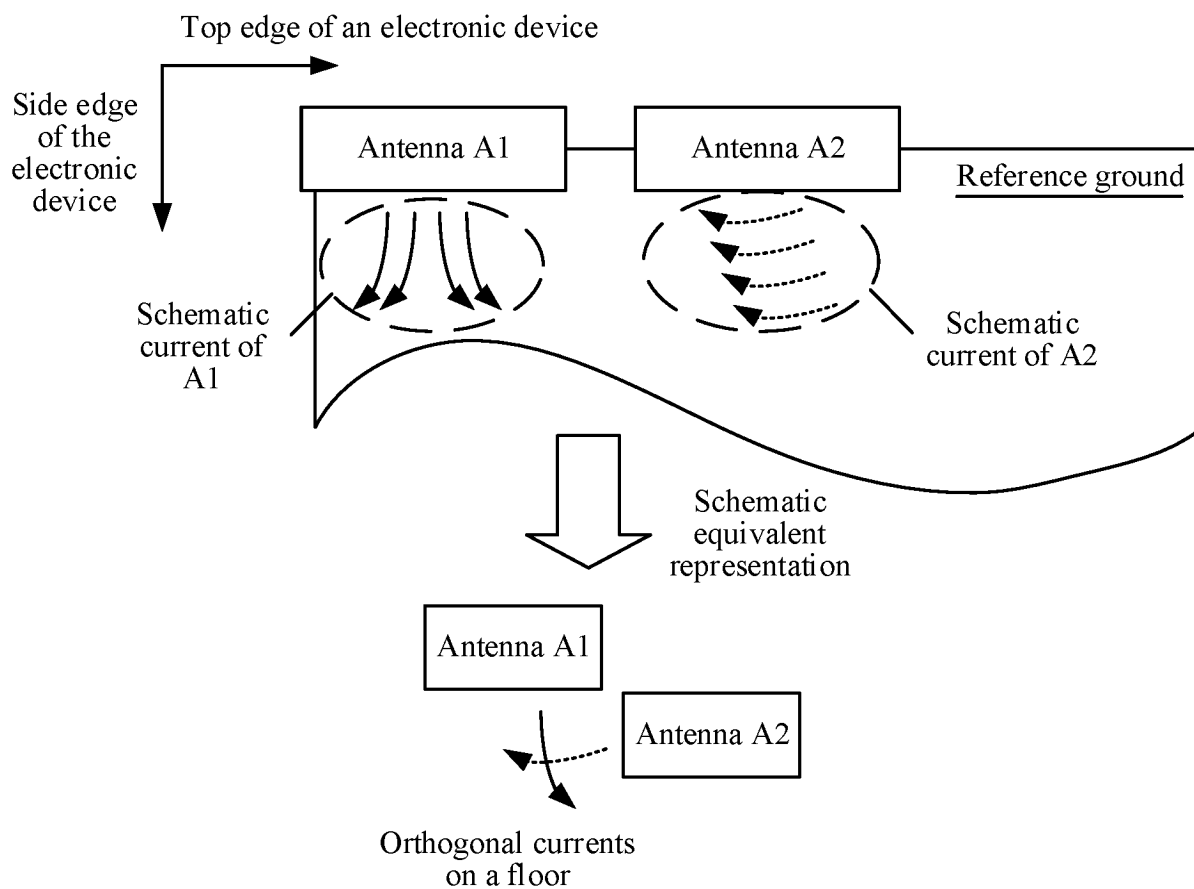 Top edge of an electronic device
Side edge
of the
electronic
device
Antenna A1
Antenna A2
Reference ground
Schematic
current of
A1
Schematic
current of A2
Schematic
equivalent
representation
Antenna A1
Antenna A2
Orthogonal currents
on a floor